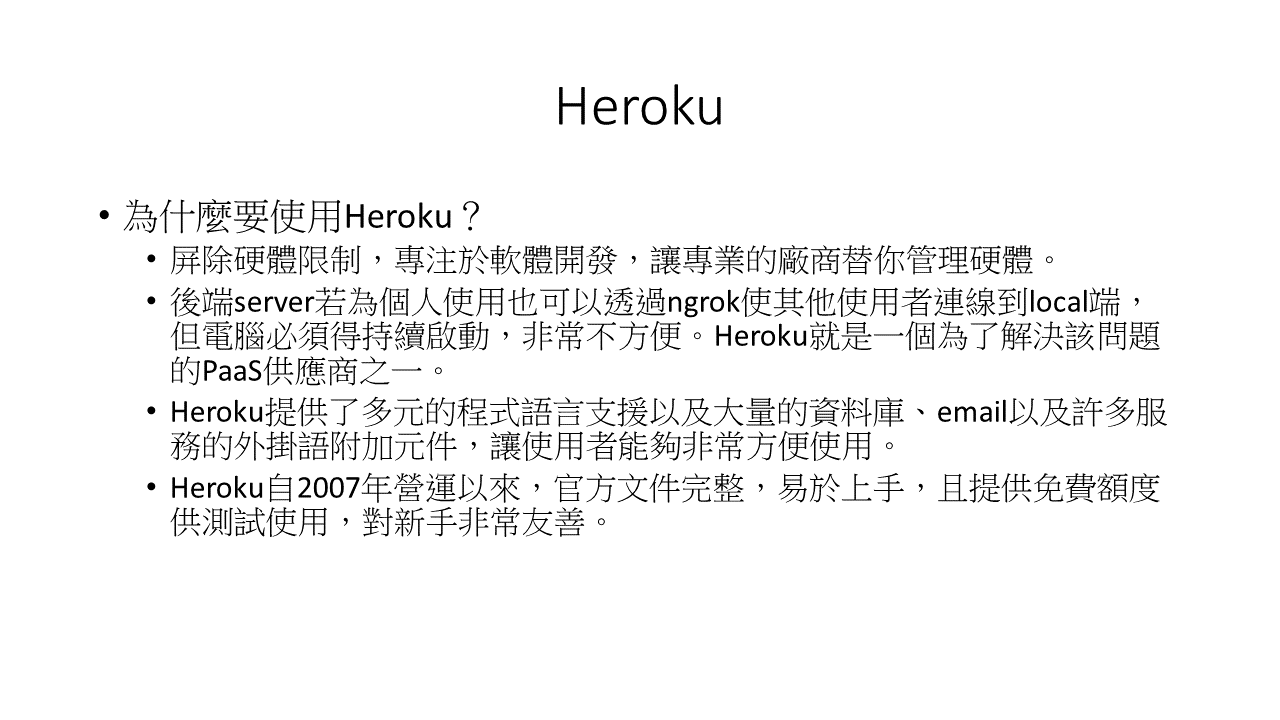 Heroku
• 為什麼要使用Heroku？
• 屏除硬體限制，專注於軟體開發，讓專業的廠商替你管理硬體。
• 後端server若為個人使用也可以透過ngrok使其他使用者連線到local端，
但電腦必須得持續啟動，非常不方便。Heroku就是一個為了解決該問題
的PaaS供應商之一。
• Heroku提供了多元的程式語言支援以及大量的資料庫、email以及許多服
務的外掛語附加元件，讓使用者能夠非常方便使用。
• Heroku自2007年營運以來，官方文件完整，易於上手，且提供免費額度
供測試使用，對新手非常友善。